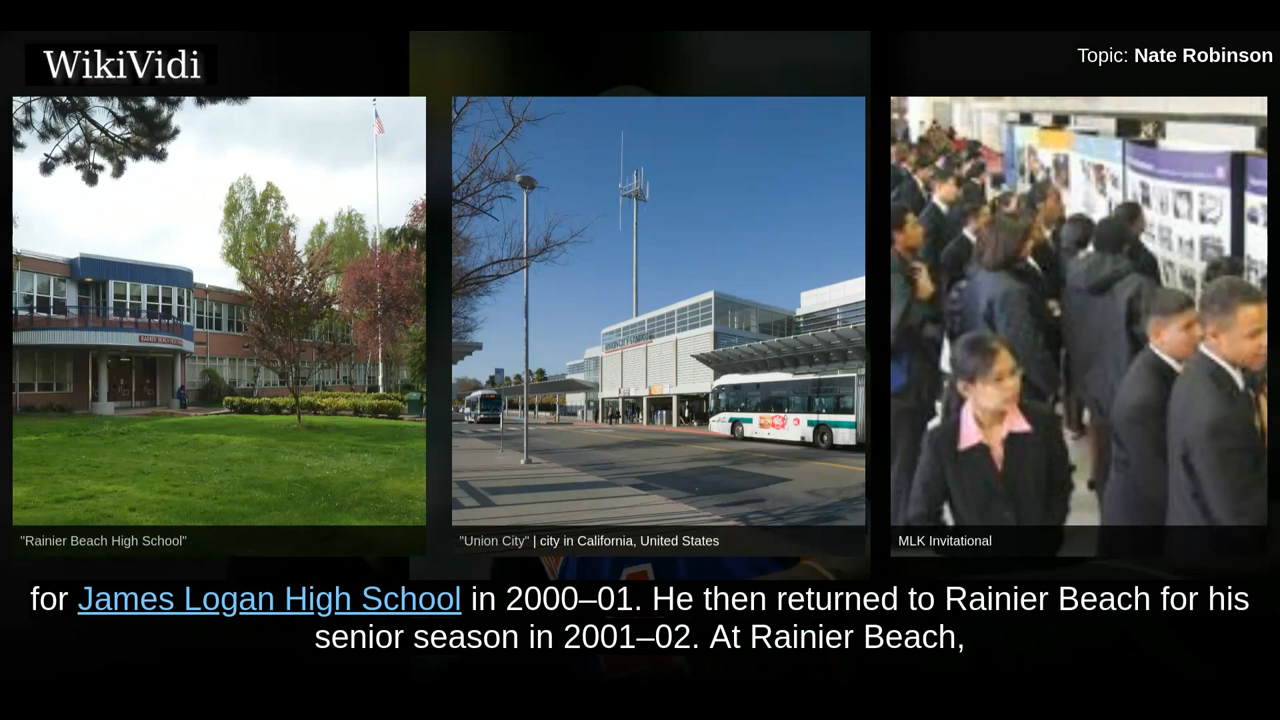 WikiVidi
Topic: Nate Robinson
"Rainier Beach High School"
"Union City" | city in California, United States
MLK Invitational
for James Logan High School in 2000–01. He then returned to Rainier Beach for his
senior season in 2001–02. At Rainier Beach,